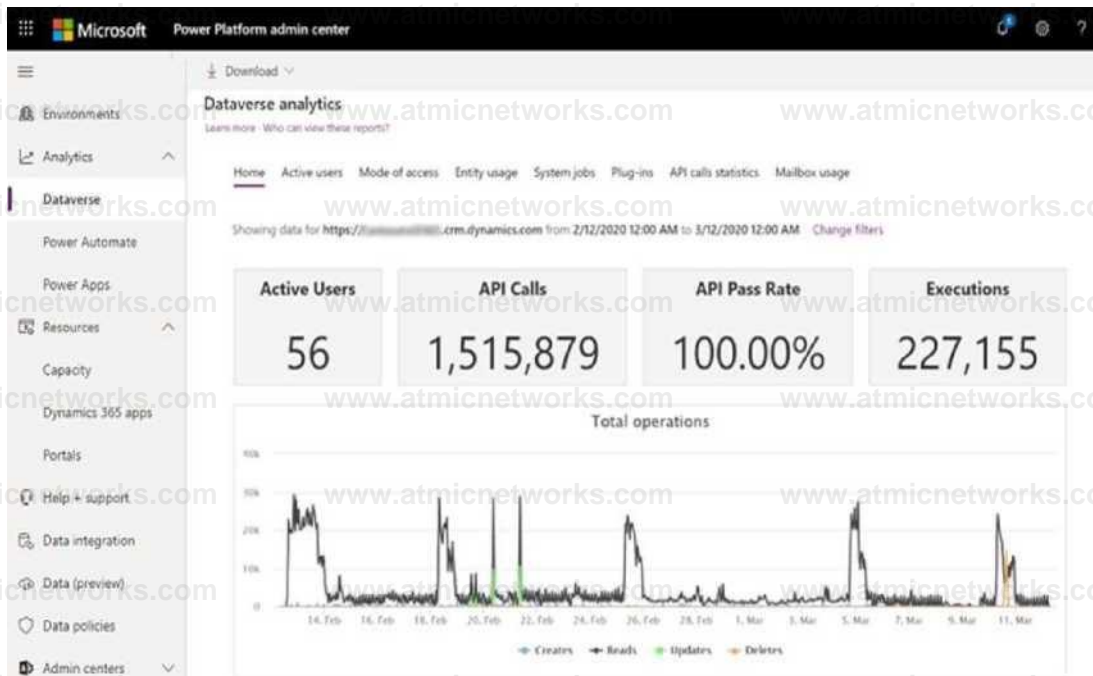 Microsoft Power Platform admin center
?
Download
Environments
Analytics
Dataverse
Power Automate
Power Apps
Resources
Capacity
Dynamics 365 apps
Portals
Help + support
Data integration
Data (preview)
Data policies
Admin centers
Dataverse analytics
Learn more · Who can view these reports?
Home Active users Mode of access Entity usage System jobs Plug-ins API calls statistics Mailbox usage
Showing data for https:// .crm.dynamics.com from 2/12/2020 12:00 AM to 3/12/2020 12:00 AM Change filters
Active Users
56
API Calls
1,515,879
API Pass Rate
100.00%
Executions
227,155
Total operations
40k
30k
20k
10k
0
14. Feb 16. Feb 18. Feb 20. Feb 22. Feb 24. Feb 26. Feb 28. Feb 1. Mar 3. Mar 5. Mar 7. Mar 9. Mar 11. Mar
Creates Reads Updates Deletes
www.atmicnetworks.com